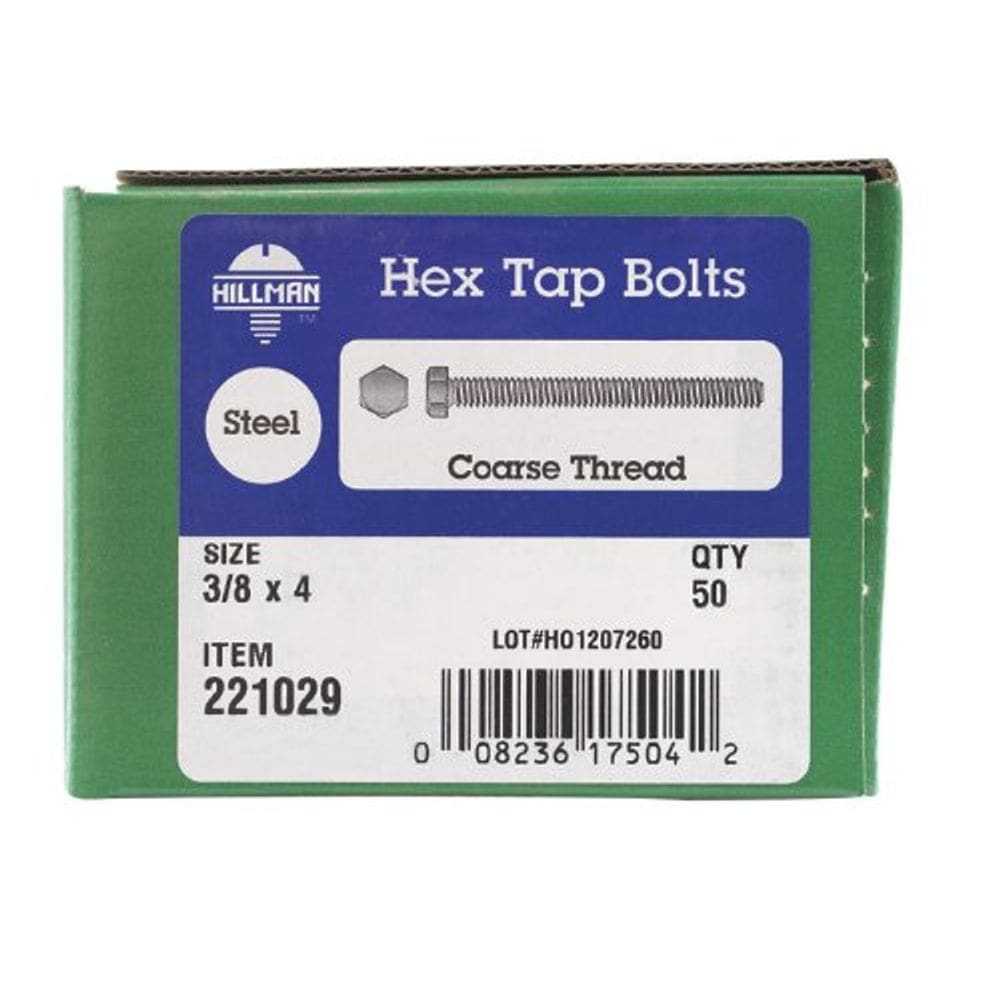 HILLMAN
TM
Hex Tap Bolts
Steel
Coarse Thread
SIZE
3/8 x 4
QTY
50
LOT#HO1207260
ITEM
221029
0 08236 17504 2